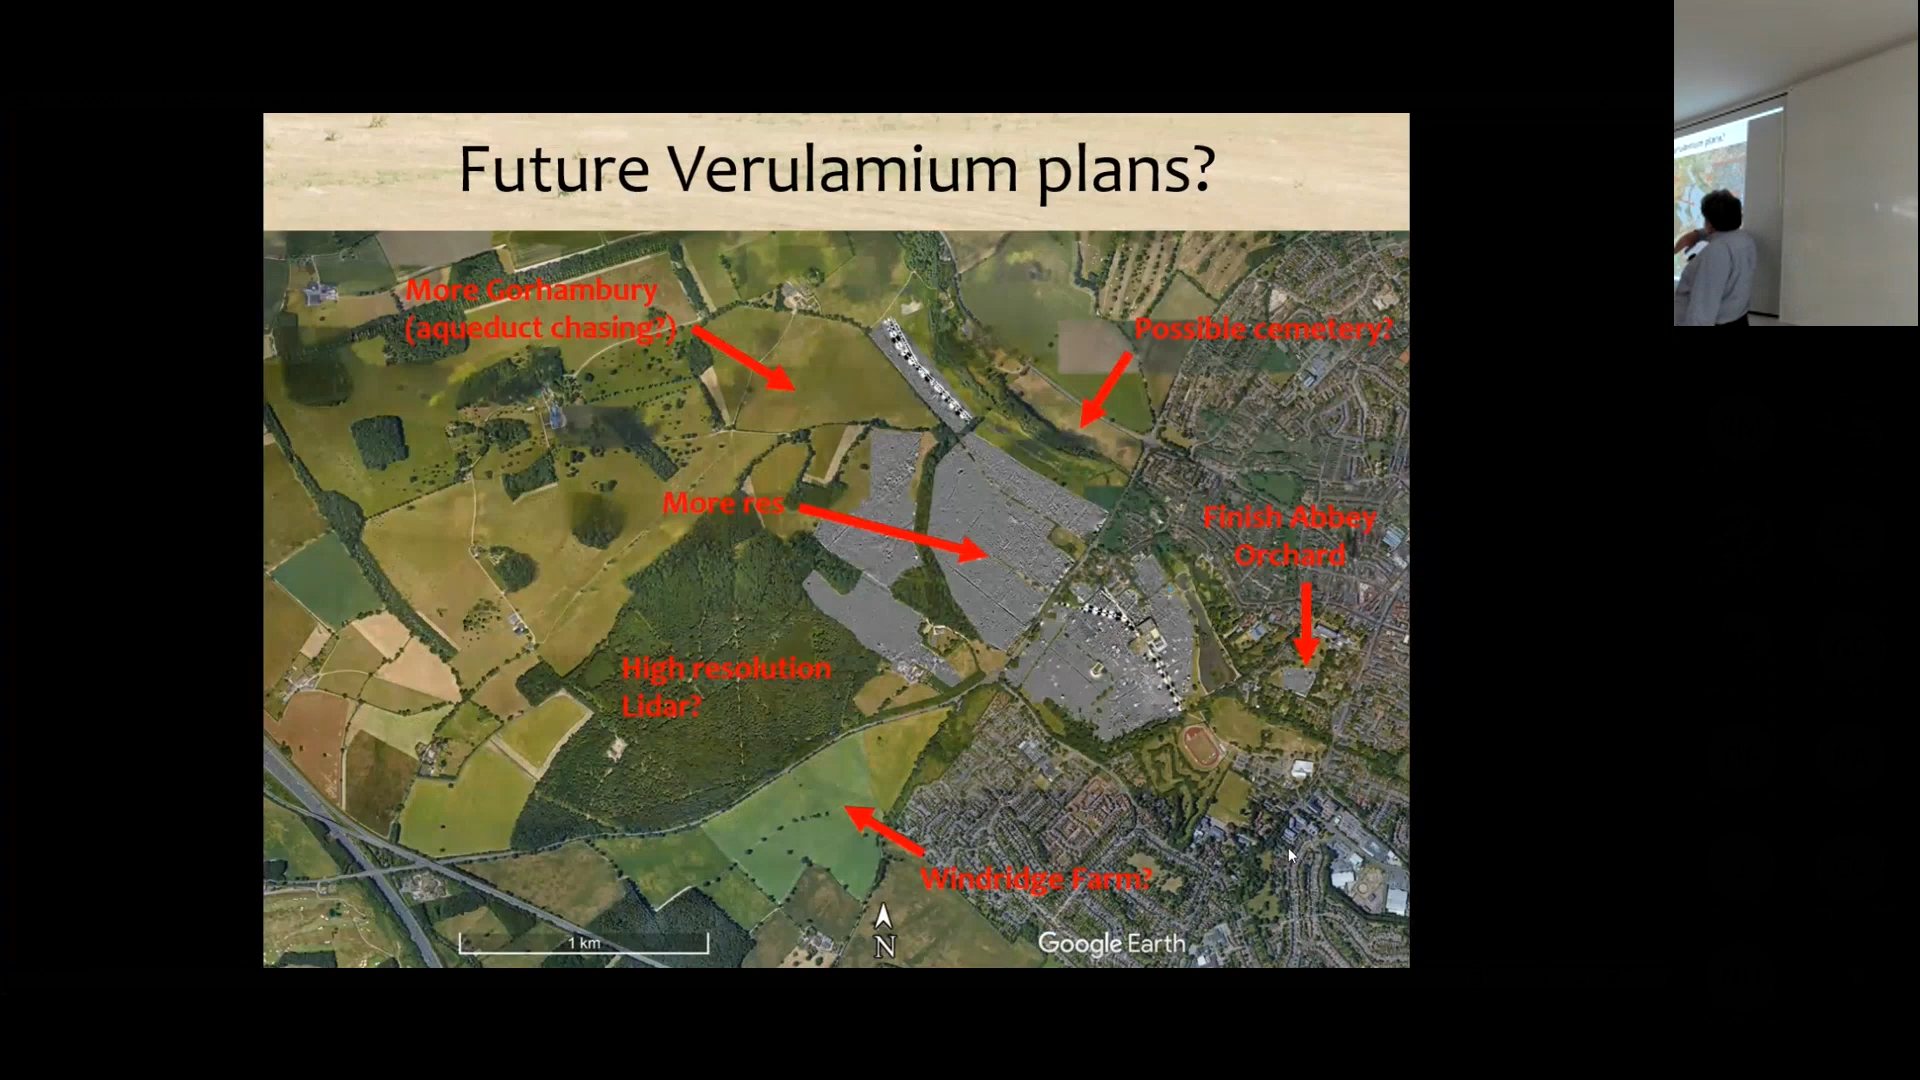 Future Verulamium plans?
More Gorhambury
(aqueduct chasing?)
Possible cemetery?
More res
Finish Abbey
Orchard
High resolution
Lidar?
Windridge Farm?
1 km
N
Google Earth